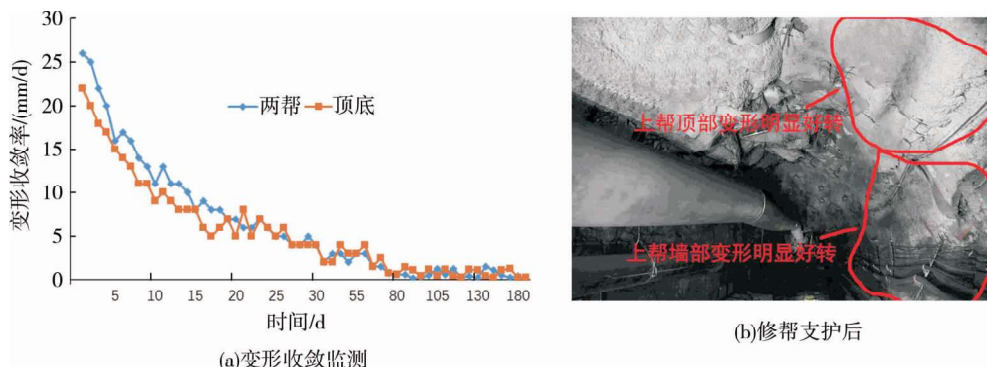 30
25
20
15
10
5
0
变形收敛率/(mm/d)
两帮
顶底
5
10
15
20
25
30
55
80
105
130
180
时间/d
(a)变形收敛监测
上帮顶部变形明显好转
上帮墙部变形明显好转
(b)修帮支护后